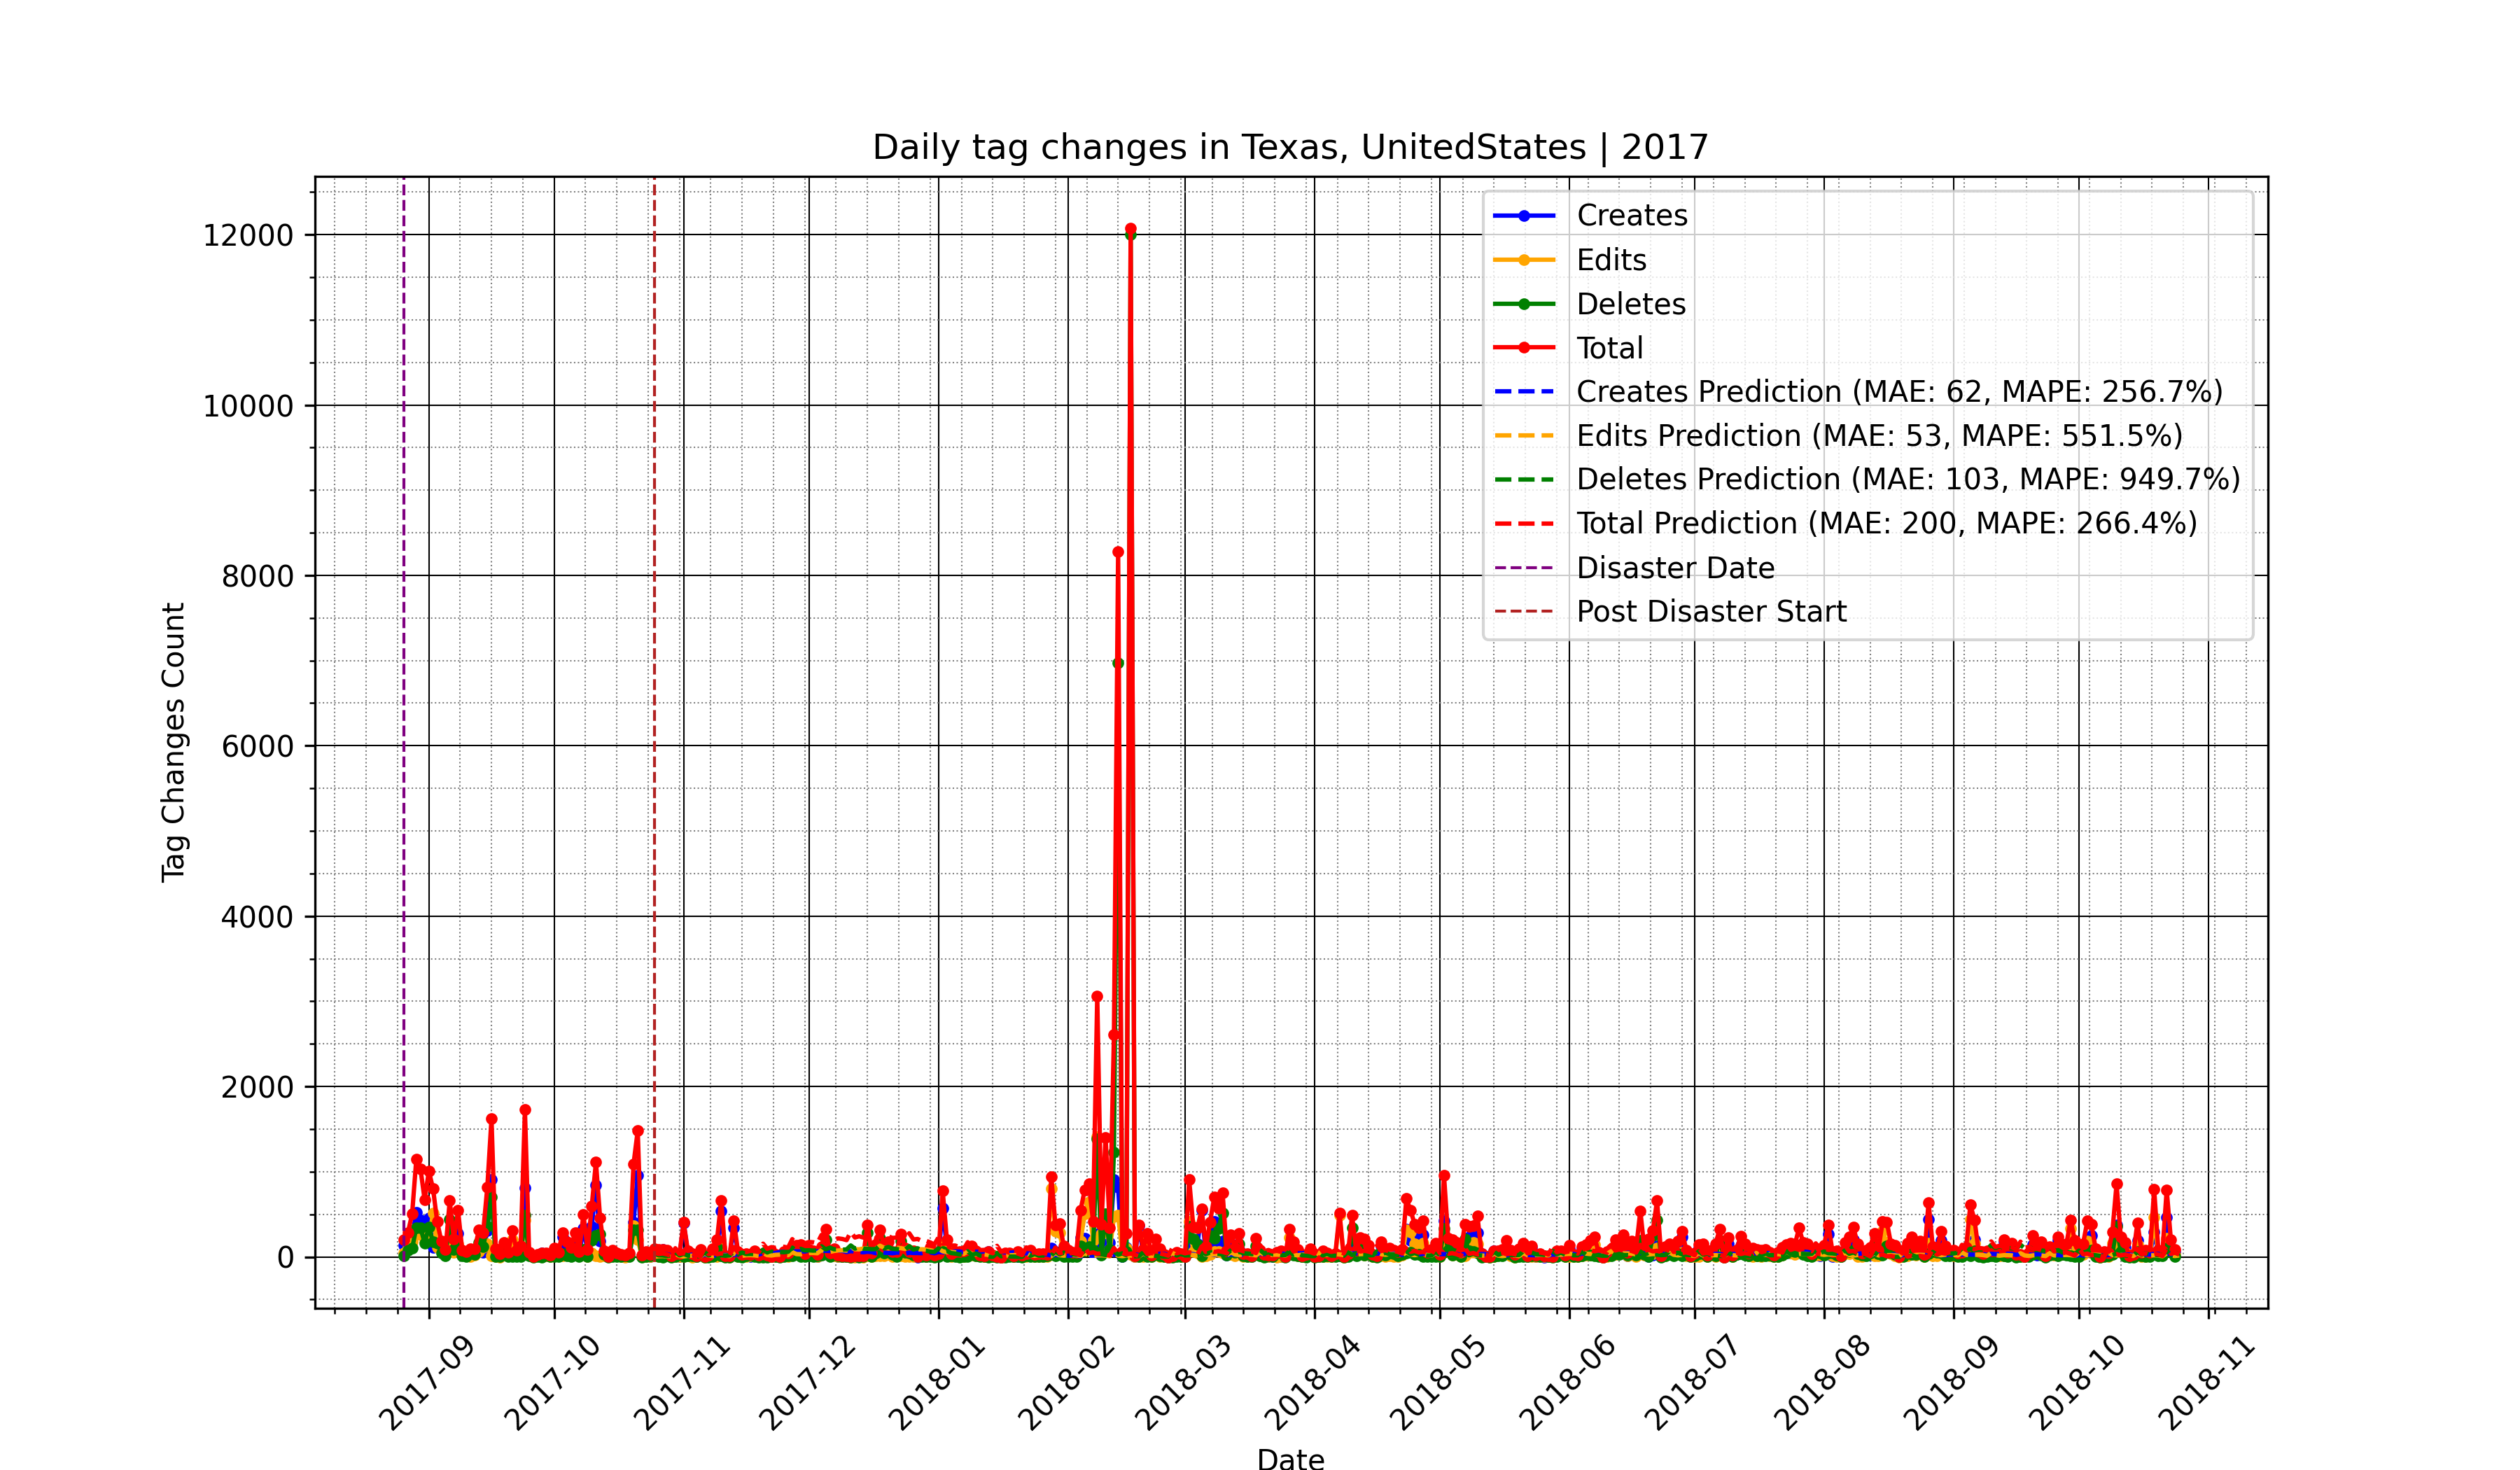 Daily tag changes in Texas, UnitedStates | 2017
Tag Changes Count
12000
10000
8000
6000
4000
2000
0
Creates
Edits
Deletes
Total
Creates Prediction (MAE: 62, MAPE: 256.7%)
Edits Prediction (MAE: 53, MAPE: 551.5%)
Deletes Prediction (MAE: 103, MAPE: 949.7%)
Total Prediction (MAE: 200, MAPE: 266.4%)
Disaster Date
Post Disaster Start
2017-09
2017-10
2017-11
2017-12
2018-01
2018-02
2018-03
2018-04
2018-05
2018-06
2018-07
2018-08
2018-09
2018-10
2018-11
Date